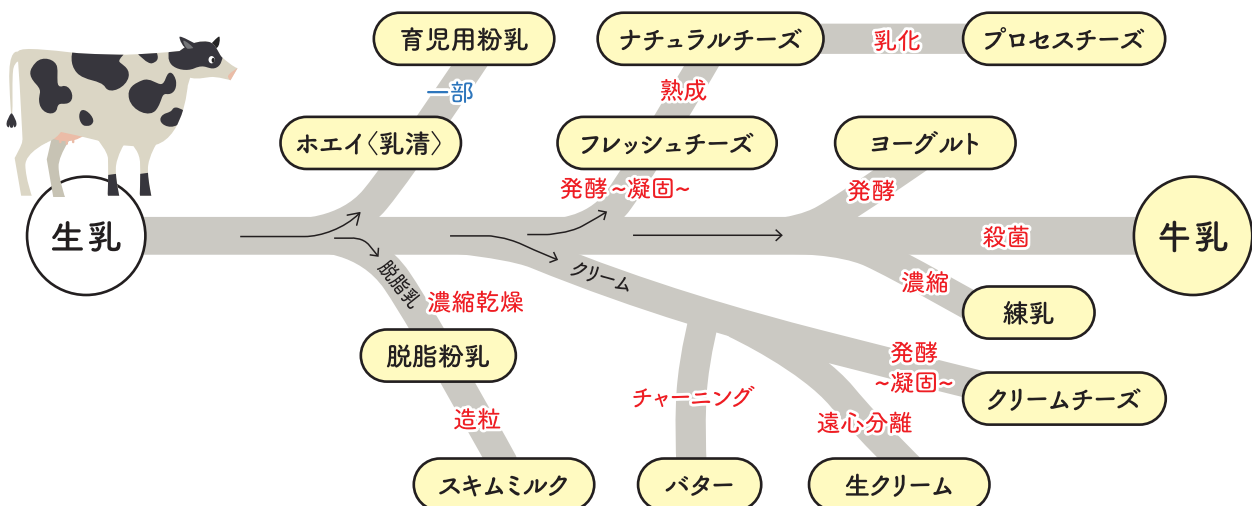 育児用粉乳
ナチュラルチーズ
乳化
プロセスチーズ
一部
熟成
ホエイ〈乳清〉
フレッシュチーズ
ヨーグルト
発酵~凝固~
発酵
生乳
殺菌
牛乳
脱脂乳
クリーム
濃縮乾燥
濃縮
練乳
脱脂粉乳
発酵
~凝固~
チャーニング
クリームチーズ
造粒
遠心分離
スキムミルク
バター
生クリーム